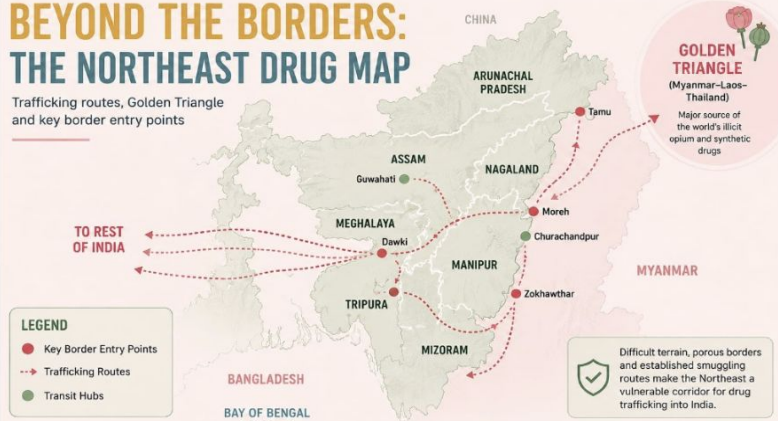 BEYOND THE BORDERS:
THE NORTHEAST DRUG MAP
Trafficking routes, Golden Triangle
and key border entry points
CHINA
GOLDEN
TRIANGLE
(Myanmar–Laos–
Thailand)
Major source of
the world's illicit
opium and synthetic
drugs
ARUNACHAL
PRADESH
Tamu
ASSAM
Guwahati
NAGALAND
Moreh
MEGHALAYA
Dawki
Churachandpur
TO REST
OF INDIA
MANIPUR
MYANMAR
TRIPURA
Zokhawthar
MIZORAM
LEGEND
Key Border Entry Points
Trafficking Routes
Transit Hubs
BANGLADESH
BAY OF BENGAL
Difficult terrain, porous borders
and established smuggling
routes make the Northeast a
vulnerable corridor for drug
trafficking into India.